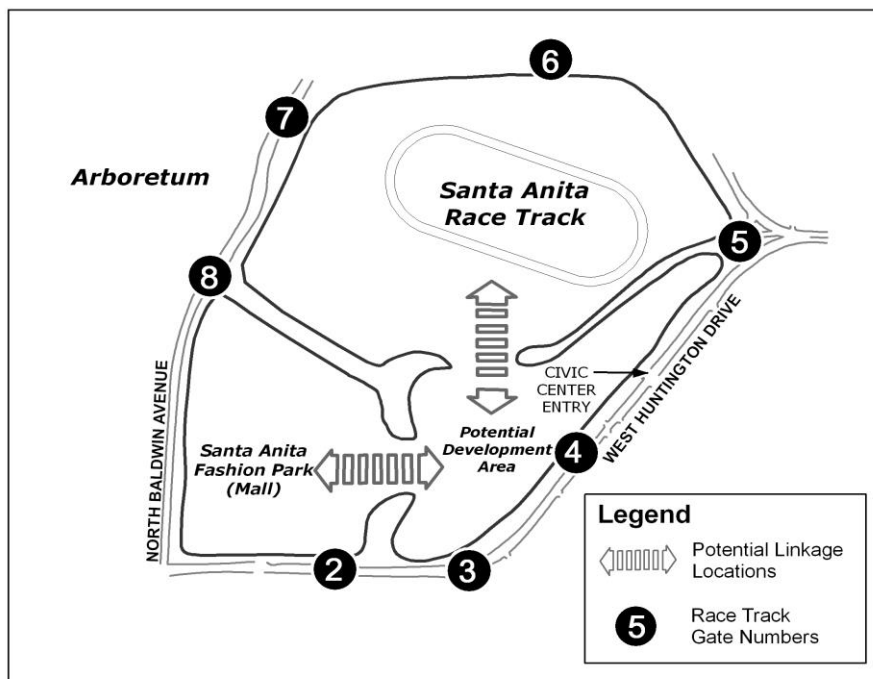 6
7
Arboretum
Santa Anita
Race Track
5
8
CIVIC
CENTER
ENTRY
WEST HUNTINGTON DRIVE
NORTH BALDWIN AVENUE
Santa Anita
Fashion Park
(Mall)
Potential
Development
Area
4
2
3
Legend
Potential Linkage
Locations
5
Race Track
Gate Numbers